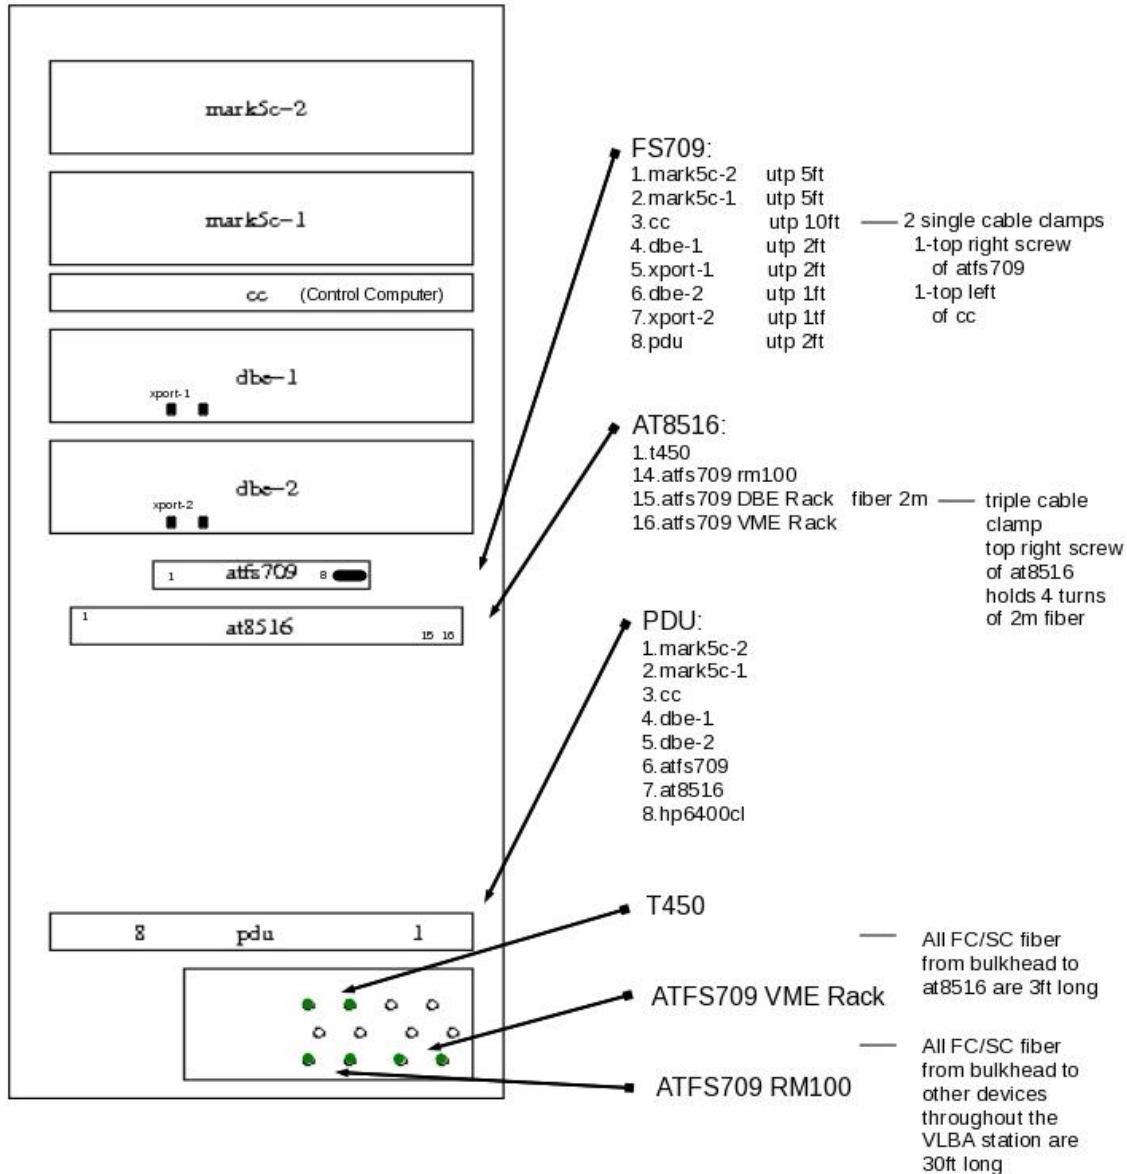 mark5c-2
mark5c-1
cc (Control Computer)
dbe-1
xport-1
dbe-2
xport-2
1 atfs709 8
1 at8516 15 16
8 pdu 1
FS709:
1.mark5c-2 utp 5ft
2.mark5c-1 utp 5ft
3.cc utp 10ft
4.dbe-1 utp 2ft
5.xport-1 utp 2ft
6.dbe-2 utp 1ft
7.xport-2 utp 1tf
8.pdu utp 2ft
2 single cable clamps
1-top right screw
of atfs709
1-top left
of cc
AT8516:
1.t450
14.atfs709 rm100
15.atfs709 DBE Rack fiber 2m
16.atfs709 VME Rack
triple cable
clamp
top right screw
of at8516
holds 4 turns
of 2m fiber
PDU:
1.mark5c-2
2.mark5c-1
3.cc
4.dbe-1
5.dbe-2
6.atfs709
7.at8516
8.hp6400cl
T450
ATFS709 VME Rack
ATFS709 RM100
All FC/SC fiber
from bulkhead to
at8516 are 3ft long
All FC/SC fiber
from bulkhead to
other devices
throughout the
VLBA station are
30ft long